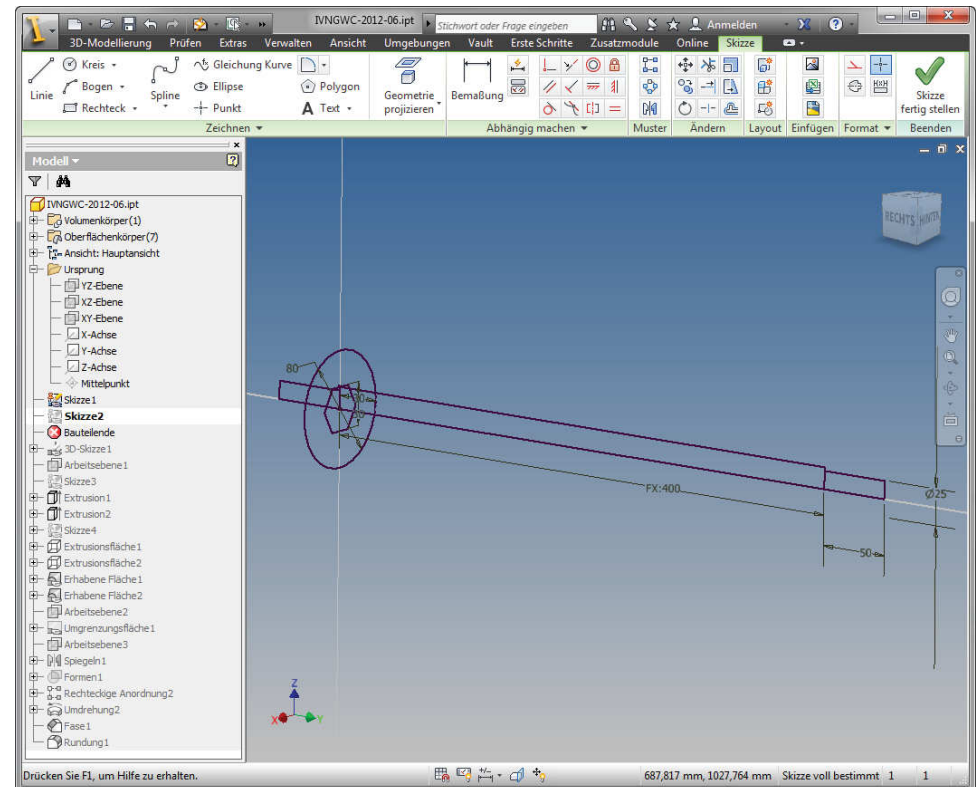 IVNGWC-2012-06.ipt
Stichwort oder Frage eingeben
Anmelden
3D-Modellierung Prüfen Extras Verwalten Ansicht Umgebungen Vault Erste Schritte Zusatzmodule Online Skizze
Linie
Kreis
Bogen
Rechteck
Spline
Gleichung Kurve
Ellipse
Punkt
Polygon
A Text
Geometrie projizieren
Bemaßung
Skizze fertig stellen
Zeichnen Abhängig machen Muster Ändern Layout Einfügen Format Beenden
Modell
IVNGWC-2012-06.ipt
Volumenkörper(1)
Oberflächenkörper(7)
Ansicht: Hauptansicht
Ursprung
YZ-Ebene
XZ-Ebene
XY-Ebene
X-Achse
Y-Achse
Z-Achse
Mittelpunkt
Skizze1
Skizze2
Bauteilende
3D-Skizze1
Arbeitsebene1
Skizze3
Extrusion1
Extrusion2
Skizze4
Extrusionsfläche1
Extrusionsfläche2
Erhabene Fläche1
Erhabene Fläche2
Arbeitsebene2
Umgrenzungsfläche1
Arbeitsebene3
Spiegeln1
Formen1
Rechteckige Anordnung2
Umdrehung2
Fase1
Rundung1
RECHTS
80
FX:400
50
Ø25
Z
X
Y
Drücken Sie F1, um Hilfe zu erhalten.
687,817 mm, 1027,764 mm Skizze voll bestimmt 1 1